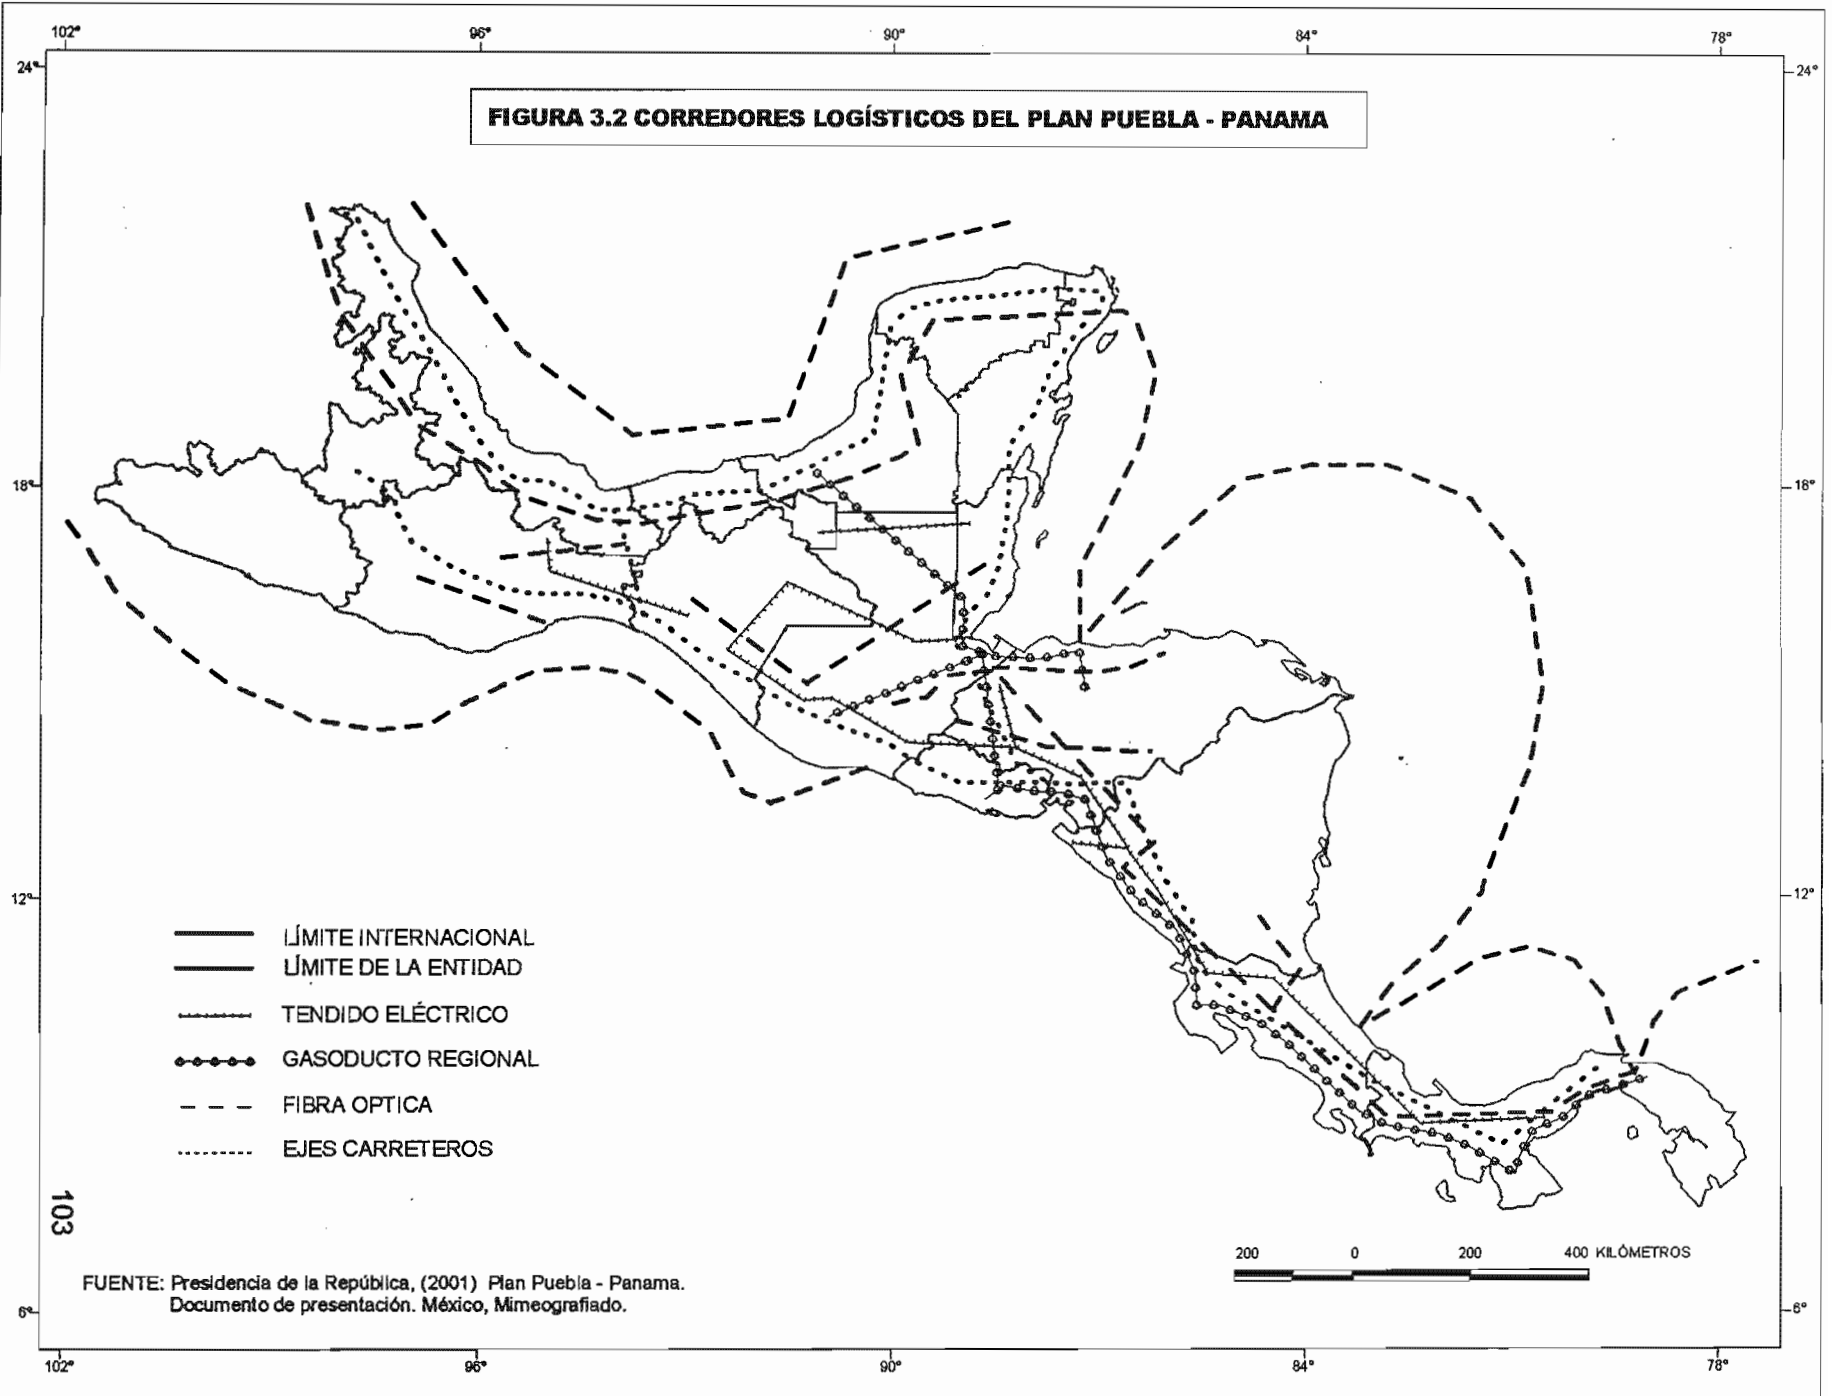 102° 96° 90° 84° 78°
24° 24°
FIGURA 3.2 CORREDORES LOGÍSTICOS DEL PLAN PUEBLA - PANAMA
18° 18°
12° 12°
LÍMITE INTERNACIONAL
LÍMITE DE LA ENTIDAD
TENDIDO ELÉCTRICO
GASODUCTO REGIONAL
FIBRA OPTICA
EJES CARRETEROS
103
200 0 200 400 KILÓMETROS
FUENTE: Presidencia de la República, (2001) Plan Puebla - Panama.
Documento de presentación. México, Mimeografiado.
6° 6°
102° 96° 90° 84° 78°